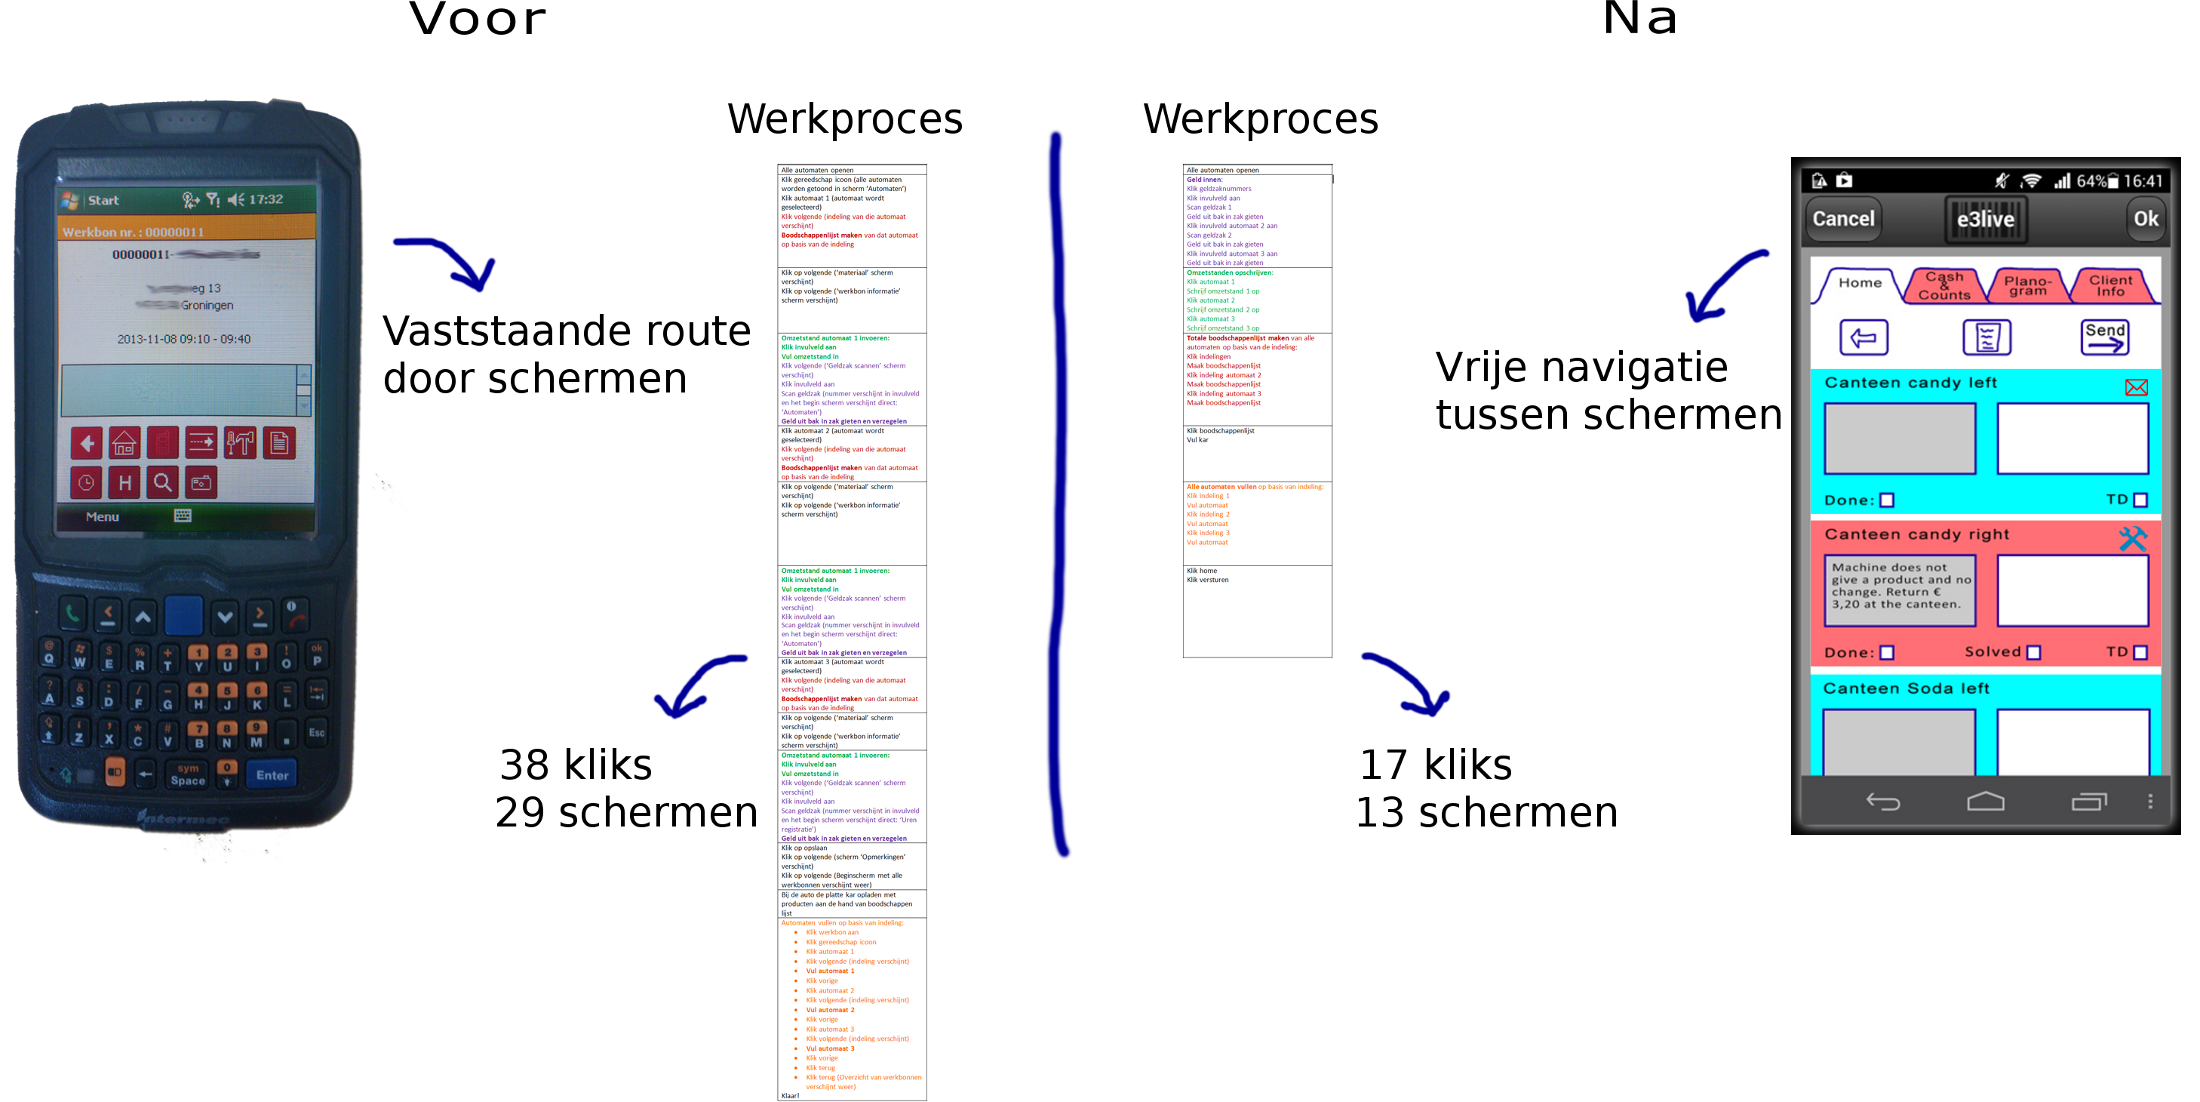 Voor
Na
Werkproces
Werkproces
Start
17:32
Werkbon nr. : 00000011
00000011-
eg 13
Groningen
2013-11-08 09:10 - 09:40
H
Menu
Q W E R T Y U I O P
A S D F G H J K L
Z X C V B N M . Esc
sym
Space
Enter
Intermec
Vaststaande route
door schermen
38 kliks
29 schermen
Alle automaten openen
Klik gereedschap icoon (alle automaten
worden getoond in scherm 'Automaten')
Klik automaat 1 (automaat wordt
geselecteerd)
Klik volgende (indeling van die automaat
verschijnt)
Boodschappenlijst maken van dat automaat
op basis van de indeling
Klik op volgende ('materiaal' scherm
verschijnt)
Klik op volgende ('werkbon informatie'
scherm verschijnt)
Omzetstand automaat 1 invoeren:
Klik invulveld aan
Vul omzetstand in
Klik volgende ('Geldzak scannen' scherm
verschijnt)
Klik invulveld aan
Scan geldzak (nummer verschijnt in invulveld
en het begin scherm verschijnt direct:
'Automaten')
Geld uit bak in zak gieten en verzegelen
Klik automaat 2 (automaat wordt
geselecteerd)
Klik volgende (indeling van die automaat
verschijnt)
Boodschappenlijst maken van dat automaat
op basis van de indeling
Klik op volgende ('materiaal' scherm
verschijnt)
Klik op volgende ('werkbon informatie'
scherm verschijnt)
Omzetstand automaat 1 invoeren:
Klik invulveld aan
Vul omzetstand in
Klik volgende ('Geldzak scannen' scherm
verschijnt)
Klik invulveld aan
Scan geldzak (nummer verschijnt in invulveld
en het begin scherm verschijnt direct:
'Automaten')
Geld uit bak in zak gieten en verzegelen
Klik automaat 3 (automaat wordt
geselecteerd)
Klik volgende (indeling van die automaat
verschijnt)
Boodschappenlijst maken van dat automaat
op basis van de indeling
Klik op volgende ('materiaal' scherm
verschijnt)
Klik op volgende ('werkbon informatie'
scherm verschijnt)
Omzetstand automaat 1 invoeren:
Klik invulveld aan
Vul omzetstand in
Klik volgende ('Geldzak scannen' scherm
verschijnt)
Klik invulveld aan
Scan geldzak (nummer verschijnt in invulveld
en het begin scherm verschijnt direct: 'Uren
registratie')
Geld uit bak in zak gieten en verzegelen
Klik op opslaan
Klik op volgende (scherm 'Opmerkingen'
verschijnt)
Klik op volgende (Beginscherm met alle
werkbonnen verschijnt weer)
Bij de auto de platte kar opladen met
producten aan de hand van boodschappen
lijst
Automaten vullen op basis van indeling:
• Klik werkbon aan
• Klik gereedschap icoon
• Klik automaat 1
• Klik volgende (indeling verschijnt)
• Vul automaat 1
• Klik vorige
• Klik automaat 2
• Klik volgende (indeling verschijnt)
• Vul automaat 2
• Klik vorige
• Klik automaat 3
• Klik volgende (indeling verschijnt)
• Vul automaat 3
• Klik vorige
• Klik terug
• Klik terug (Overzicht van werkbonnen
verschijnt weer)
Klaar!
Alle automaten openen
Geld innen:
Klik geldzaknummers
Klik invulveld aan
Scan geldzak 1
Geld uit bak in zak gieten
Klik invulveld automaat 2 aan
Scan geldzak 2
Geld uit bak in zak gieten
Klik invulveld automaat 3 aan
Geld uit bak in zak gieten
Omzetstanden opschrijven:
Klik automaat 1
Schrijf omzetstand 1 op
Klik automaat 2
Schrijf omzetstand 2 op
Klik automaat 3
Schrijf omzetstand 3 op
Totale boodschappenlijst maken van alle
automaten op basis van de indeling:
Klik indelingen
Maak boodschappenlijst
Klik indeling automaat 2
Maak boodschappenlijst
Klik indeling automaat 3
Maak boodschappenlijst
Klik boodschappenlijst
Vul kar
Alle automaten vullen op basis van indeling:
Klik indeling 1
Vul automaat
Klik indeling 2
Vul automaat
Klik indeling 3
Vul automaat
Klik home
Klik versturen
17 kliks
13 schermen
Vrije navigatie
tussen schermen
64% 16:41
Cancel
e3live
Ok
Home
Cash
&
Counts
Plano-
gram
Client
Info
Send
Canteen candy left
Done:
TD
Canteen candy right
Machine does not
give a product and no
change. Return €
3,20 at the canteen.
Done:
Solved
TD
Canteen Soda left